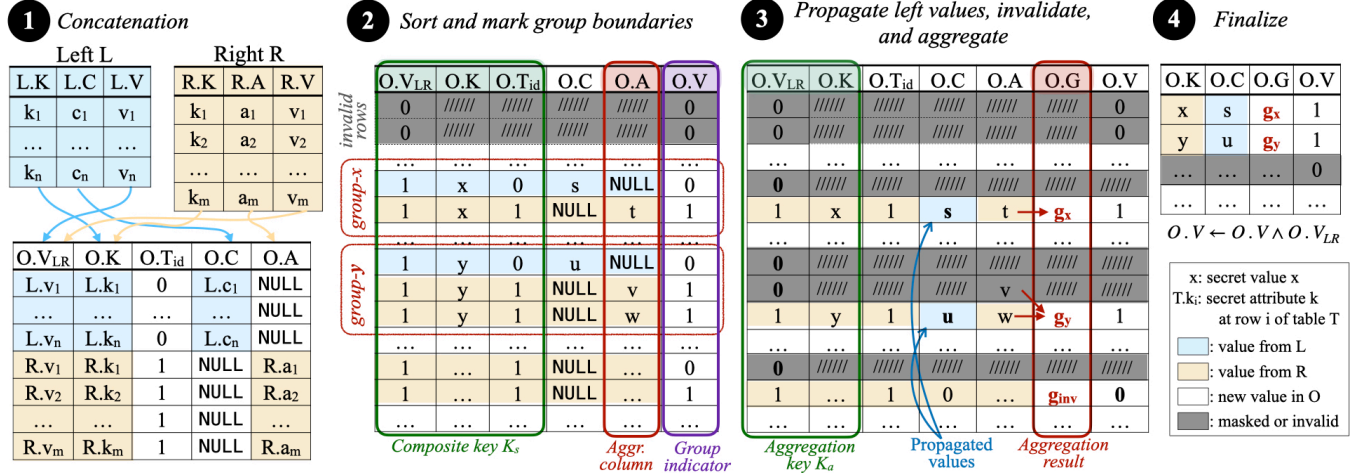 1 Concatenation
Left L
Right R
L.K L.C L.V
k1 c1 v1
... ... ...
kn cn vn
R.K R.A R.V
k1 a1 v1
k2 a2 v2
... ... ...
km am vm
O.VLR O.K O.Tid O.C O.A
L.v1 L.k1 0 L.c1 NULL
... ... ... ... NULL
L.vn L.kn 0 L.cn NULL
R.v1 R.k1 1 NULL R.a1
R.v2 R.k2 1 NULL R.a2
... ... 1 NULL ...
R.vm R.km 1 NULL R.am
2 Sort and mark group boundaries
O.VLR O.K O.Tid O.C O.A O.V
invalid rows
0 ////// ////// ////// ////// 0
0 ////// ////// ////// ////// 0
... ... ... ... ... ...
group-x
1 x 0 s NULL 0
1 x 1 NULL t 1
... ... ... ... ... ...
group-y
1 y 0 u NULL 0
1 y 1 NULL v 1
1 y 1 NULL w 1
... ... ... ... ... ...
1 ... 1 NULL ... 0
1 ... 1 NULL ... 1
... ... ... ... ... ...
Composite key Ks
Aggr. column
Group indicator
3 Propagate left values, invalidate,
and aggregate
O.VLR O.K O.Tid O.C O.A O.G O.V
0 ////// ////// ////// ////// ////// 0
0 ////// ////// ////// ////// ////// 0
... ... ... ... ... ... ...
0 ////// ////// ////// ////// ////// //////
1 x 1 s t gx 1
... ... ... ... ... ... ...
0 ////// ////// ////// ////// ////// //////
0 ////// ////// ////// v ////// //////
1 y 1 u w gy 1
... ... ... ... ... ... ...
0 ////// ////// ////// ////// ////// //////
1 ... 1 0 ... ginv 0
... ... ... ... ... ... ...
Aggregation key Ka
Propagated values
Aggregation result
4 Finalize
O.K O.C O.G O.V
x s gx 1
y u gy 1
... ... ... 0
... ... ... ...
O.V ← O.V ∧ O.VLR
x: secret value x
T.ki: secret attribute k
at row i of table T
: value from L
: value from R
: new value in O
: masked or invalid